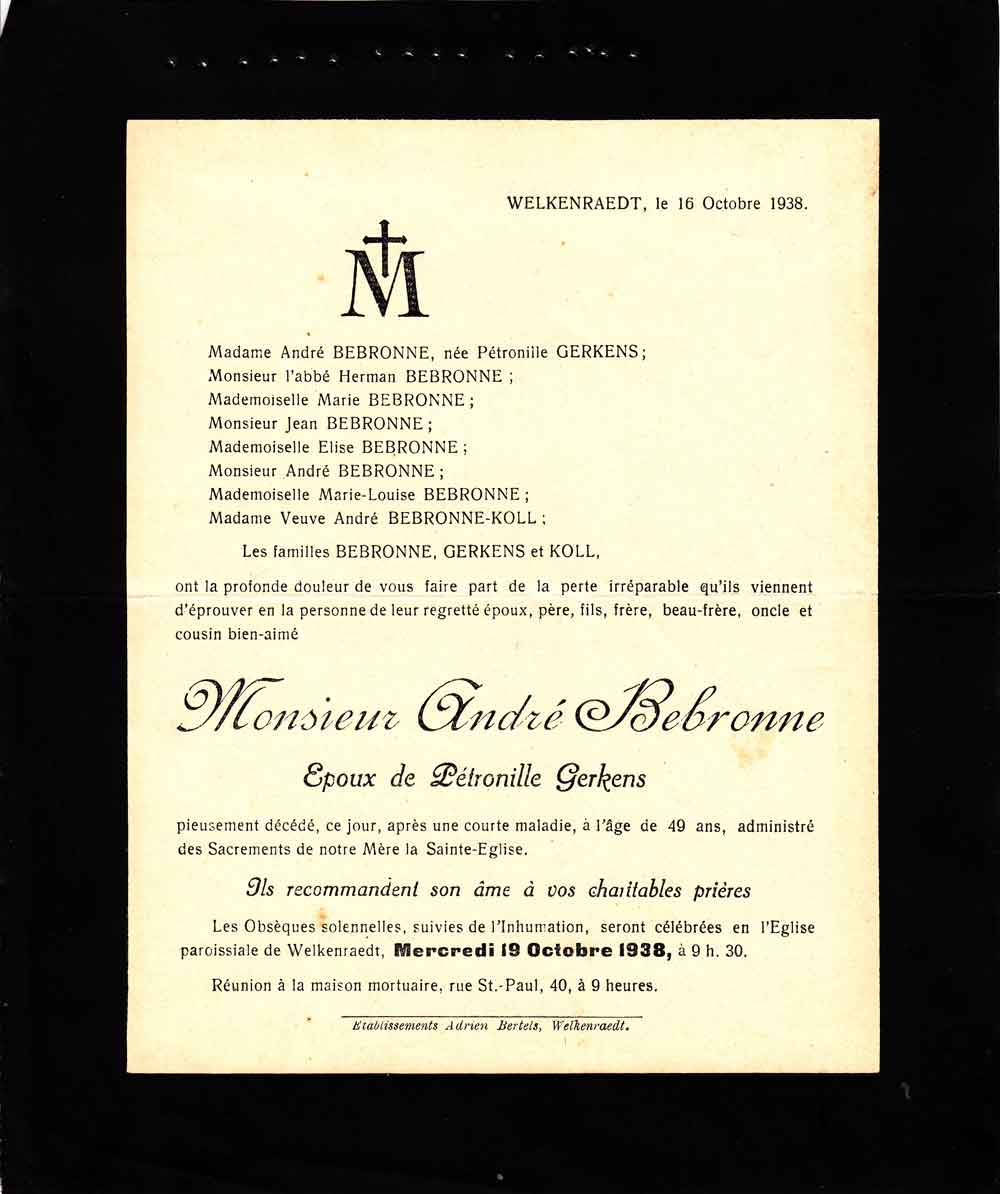 WELKENRAEDT, le 16 Octobre 1938.
M
Madame André BEBRONNE, née Pétronille GERKENS ;
Monsieur l'abbé Herman BEBRONNE ;
Mademoiselle Marie BEBRONNE ;
Monsieur Jean BEBRONNE ;
Mademoiselle Elise BEBRONNE ;
Monsieur André BEBRONNE ;
Mademoiselle Marie-Louise BEBRONNE ;
Madame Veuve André BEBRONNE-KOLL ;
Les familles BEBRONNE, GERKENS et KOLL,
ont la profonde douleur de vous faire part de la perte irréparable qu'ils viennent
d'éprouver en la personne de leur regretté époux, père, fils, frère, beau-frère, oncle et
cousin bien-aimé
Monsieur André Bebronne
Epoux de Pétronille Gerkens
pieusement décédé, ce jour, après une courte maladie, à l'âge de 49 ans, administré
des Sacrements de notre Mère la Sainte-Eglise.
Ils recommandent son âme à vos charitables prières
Les Obsèques solennelles, suivies de l'Inhumation, seront célébrées en l'Eglise
paroissiale de Welkenraedt, Mercredi 19 Octobre 1938, à 9 h. 30.
Réunion à la maison mortuaire, rue St.-Paul, 40, à 9 heures.
Etablissements Adrien Bertels, Welkenraedt.